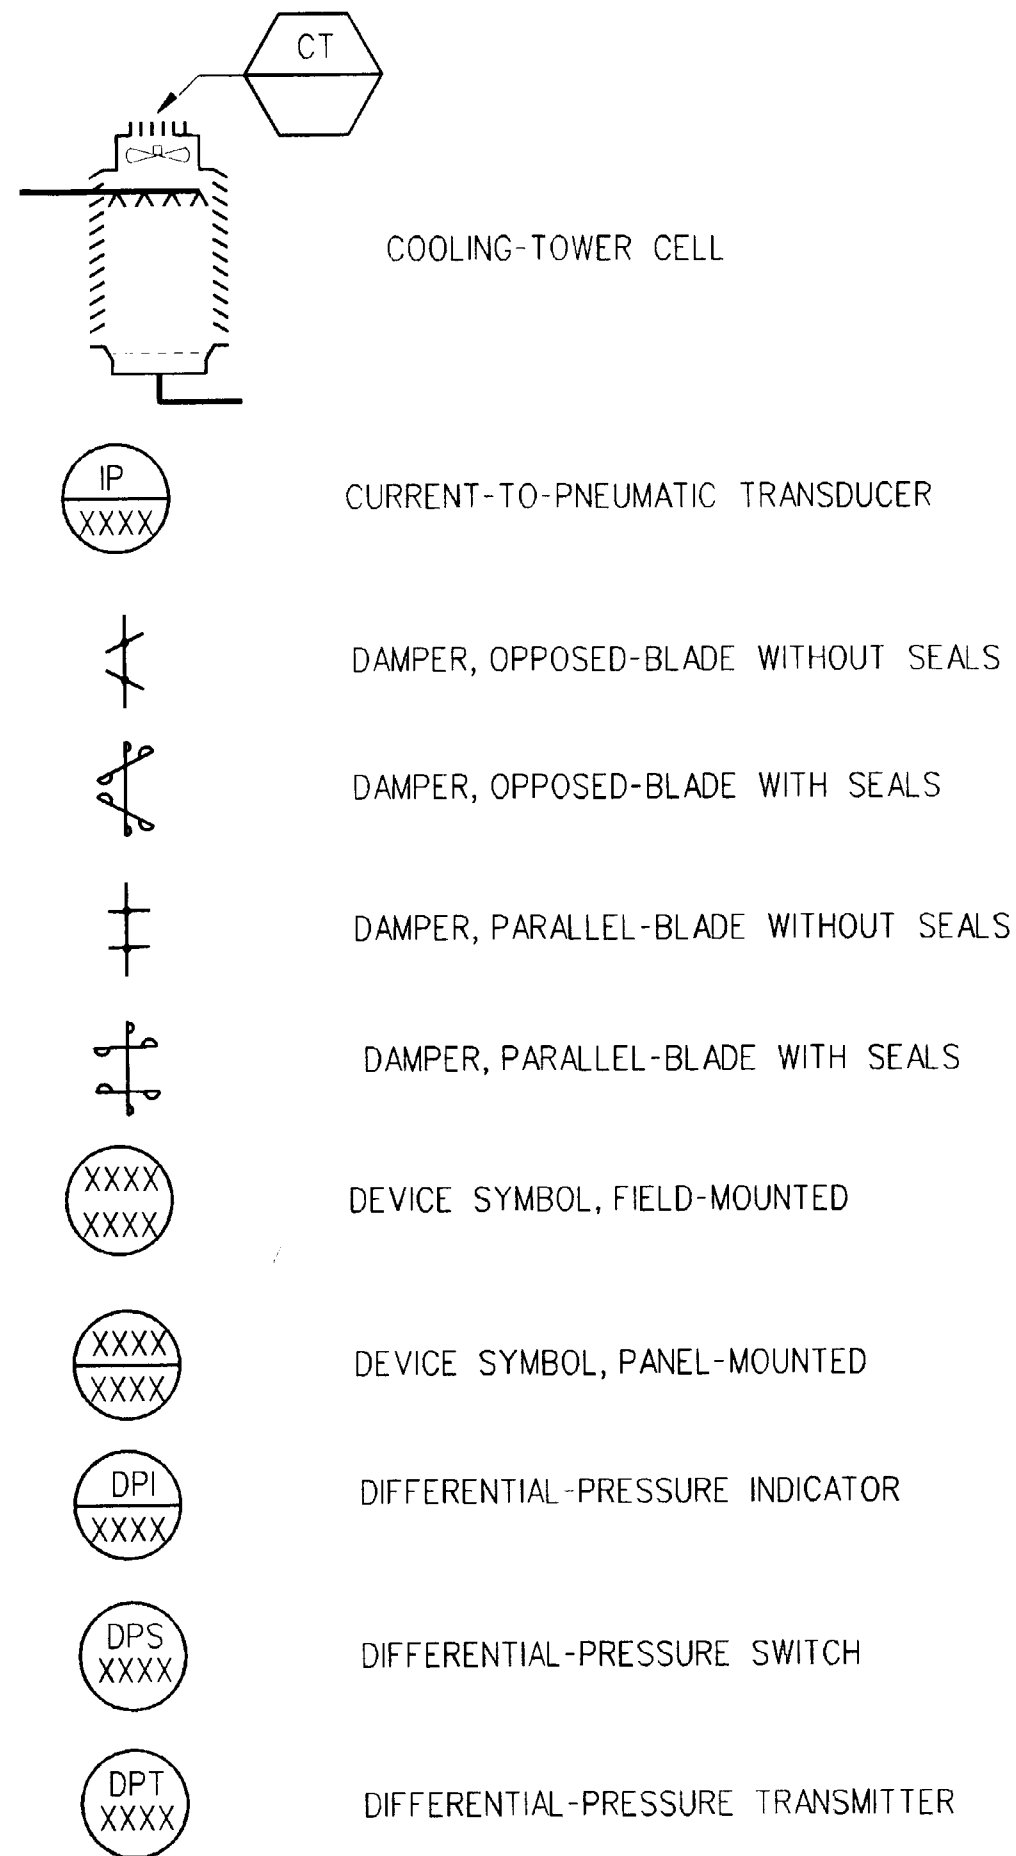 CT
COOLING-TOWER CELL
IP
XXXX
CURRENT-TO-PNEUMATIC TRANSDUCER
DAMPER, OPPOSED-BLADE WITHOUT SEALS
DAMPER, OPPOSED-BLADE WITH SEALS
DAMPER, PARALLEL-BLADE WITHOUT SEALS
DAMPER, PARALLEL-BLADE WITH SEALS
XXXX
XXXX
DEVICE SYMBOL, FIELD-MOUNTED
XXXX
XXXX
DEVICE SYMBOL, PANEL-MOUNTED
DPI
XXXX
DIFFERENTIAL-PRESSURE INDICATOR
DPS
XXXX
DIFFERENTIAL-PRESSURE SWITCH
DPT
XXXX
DIFFERENTIAL-PRESSURE TRANSMITTER